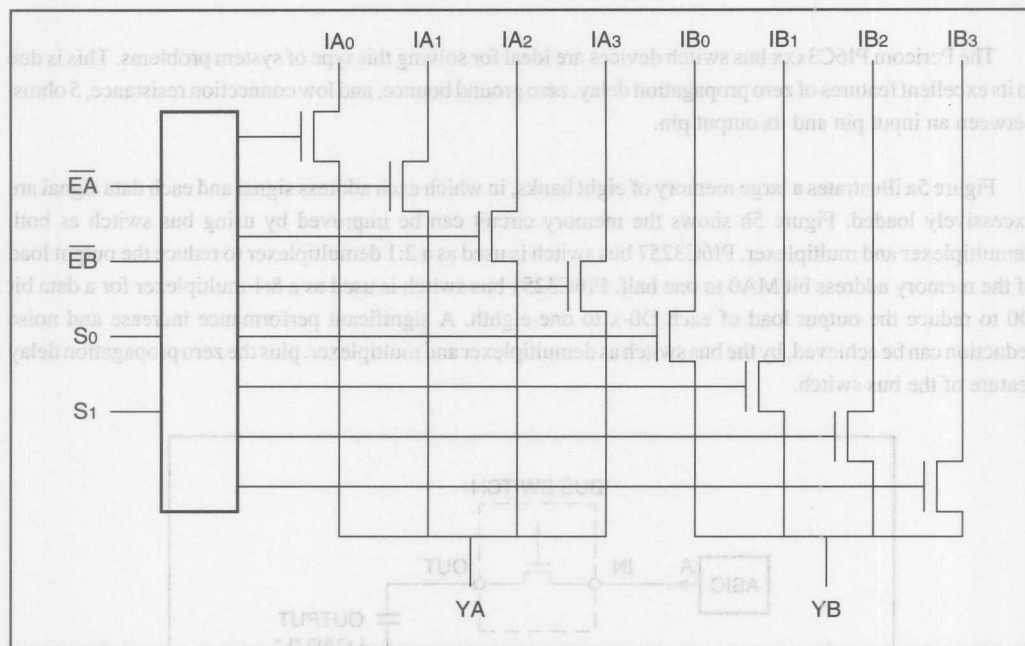 IA0 IA1 IA2 IA3 IB0 IB1 IB2 IB3
The Pericom PI6C3xxx bus switch devices are ideal for solving this type of system problems. This is due
its excellent features of zero propagation delay, zero ground bounce, and low connection resistance, 5 ohms
between an input pin and its output pin.
EA
Figure 5a illustrates a large memory of eight banks, in which each address signal and each data signal are
excessively loaded. Figure 5b shows the memory circuit can be improved by using bus switch as both
demultiplexer and multiplexer. PI6C3257 bus switch is used as a 2:1 demultiplexer to reduce the output load
EB
of the memory address bit MA0 to one half. bus switch is used as a 8:1 multiplexer for a data bit
D0 to reduce the output load of each D0-x to one-eighth. A significant performance increase and noise
S0
reduction can be achieved, by the bus switch as demultiplexer and multiplexer, plus the zero propagation delay
feature of the bus switch.
S1
BUS SWITCH
OUT IN A ASIC
YA YB
OUTPUT
LOAD